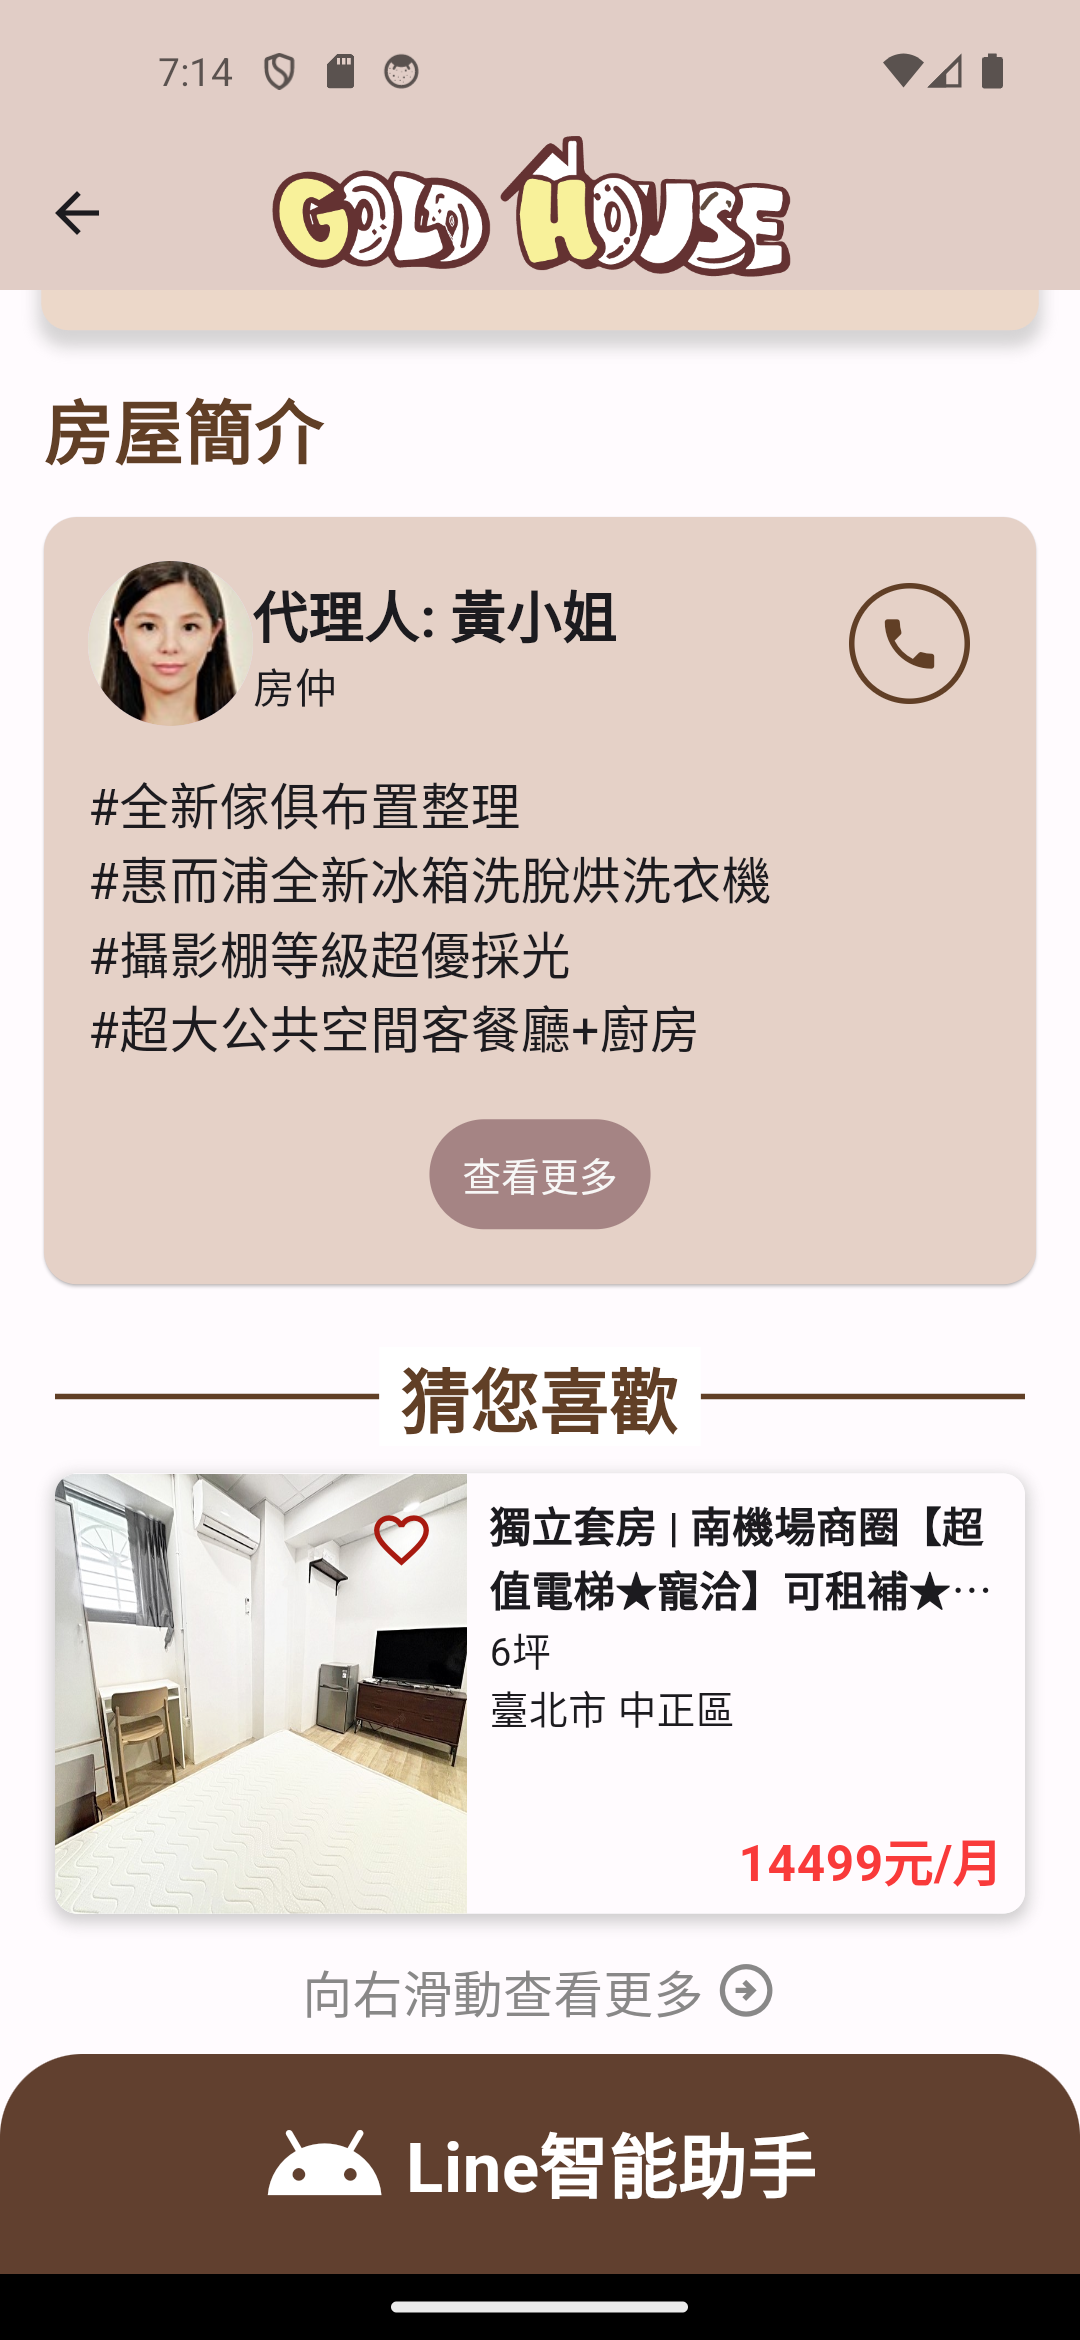 7:14
GOLD HOUSE
房屋簡介
代理人: 黃小姐
房仲
#全新傢俱布置整理
#惠而浦全新冰箱洗脫烘洗衣機
#攝影棚等級超優採光
#超大公共空間客餐廳+廚房
查看更多
猜您喜歡
獨立套房 | 南機場商圈【超
值電梯★寵洽】可租補★…
6坪
臺北市 中正區
14499元/月
向右滑動查看更多
Line智能助手